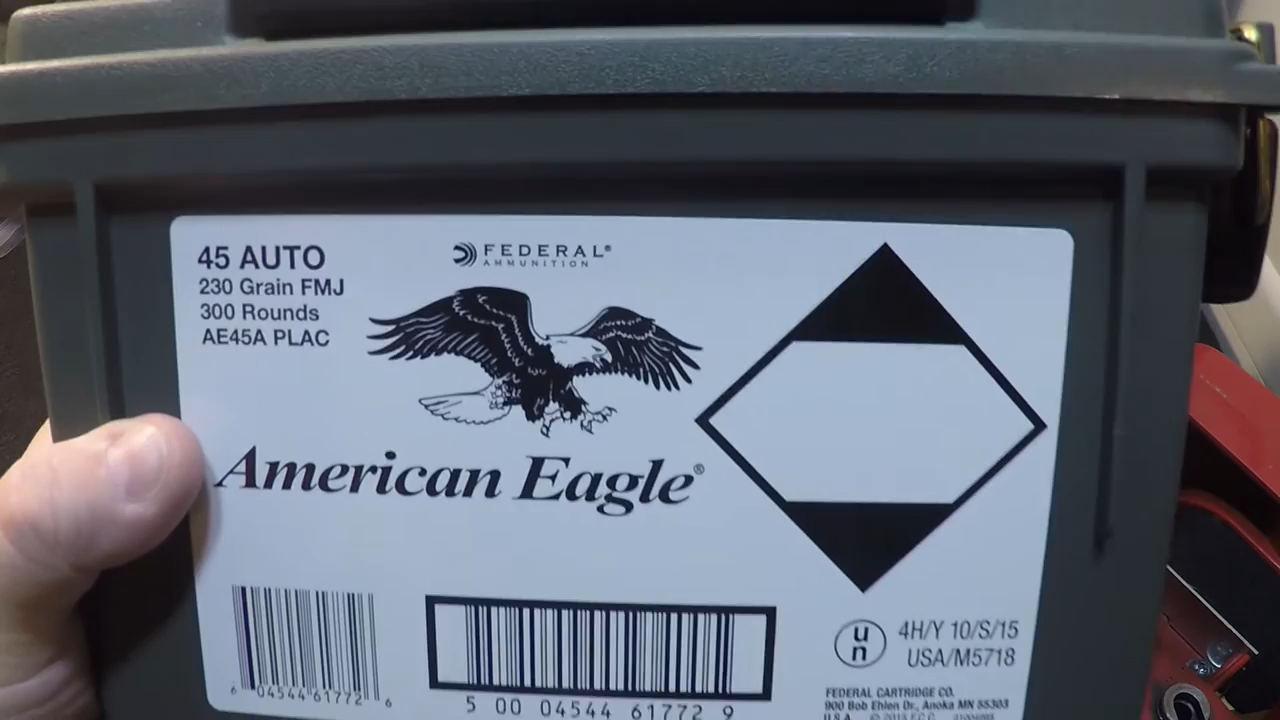 45 AUTO
230 Grain FMJ
300 Rounds
AE45A PLAC
FEDERAL®
AMMUNITION
American Eagle®
6 04544 61772 6
5 00 04544 61772 9
un
4H/Y 10/S/15
USA/M5718
FEDERAL CARTRIDGE CO.
900 Bob Ehlen Dr., Anoka MN 55303
U.S.A.